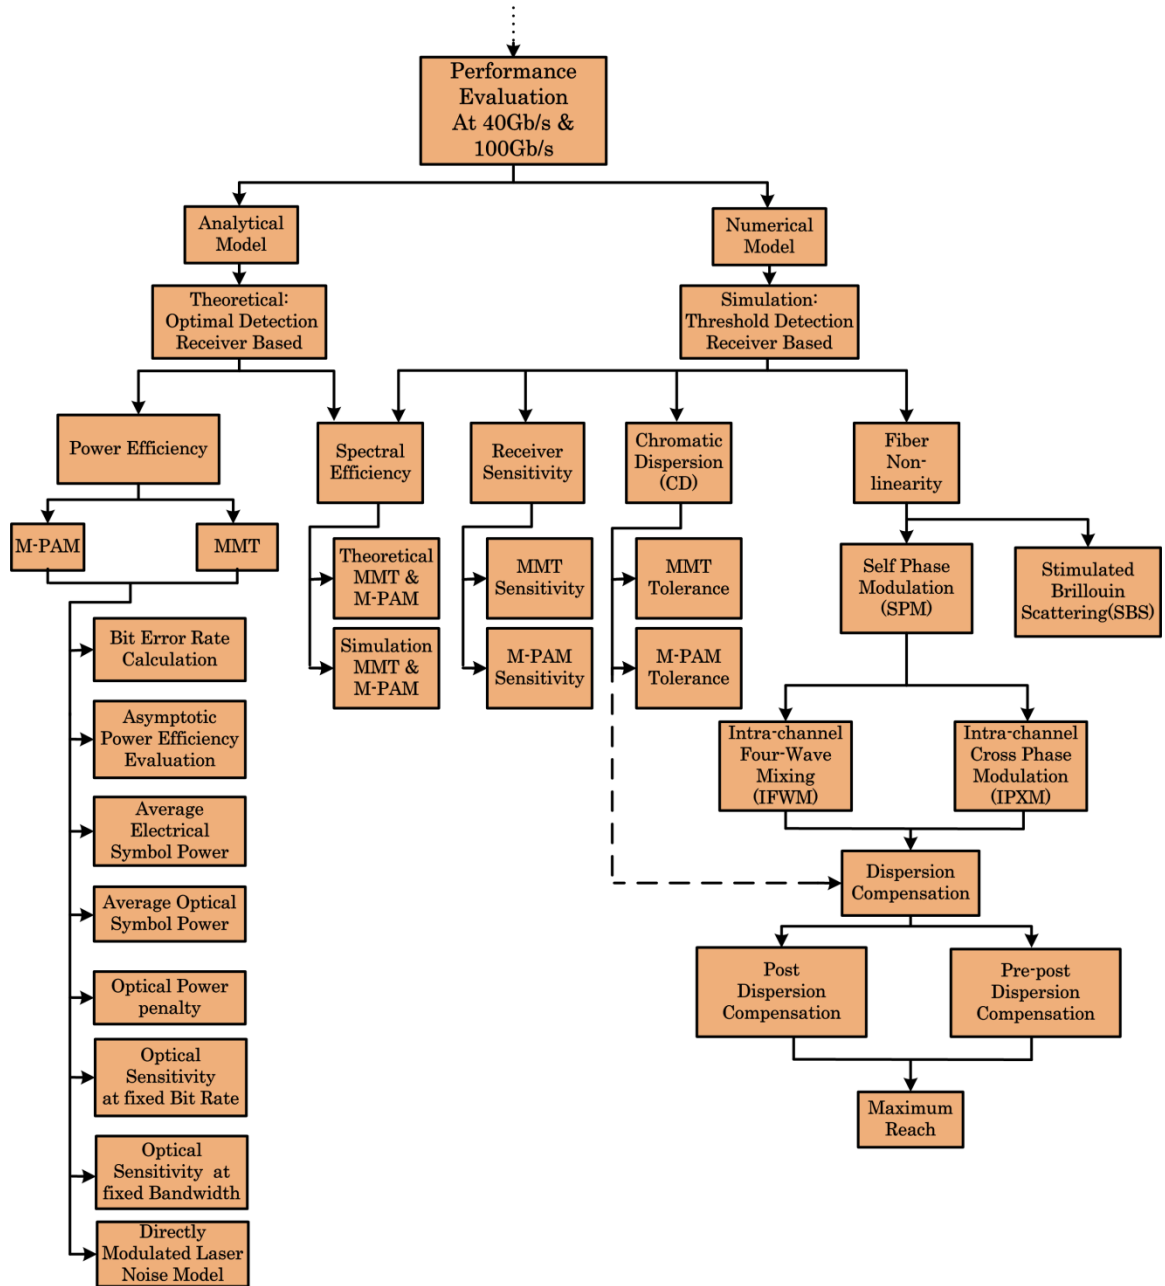 Performance
Evaluation
At 40Gb/s &
100Gb/s
Analytical
Model
Numerical
Model
Theoretical:
Optimal Detection
Receiver Based
Simulation:
Threshold Detection
Receiver Based
Power Efficiency
Spectral
Efficiency
Receiver
Sensitivity
Chromatic
Dispersion
(CD)
Fiber
Non-
linearity
M-PAM
MMT
Theoretical
MMT &
M-PAM
Simulation
MMT &
M-PAM
MMT
Sensitivity
M-PAM
Sensitivity
MMT
Tolerance
M-PAM
Tolerance
Self Phase
Modulation
(SPM)
Stimulated
Brillouin
Scattering(SBS)
Bit Error Rate
Calculation
Asymptotic
Power Efficiency
Evaluation
Average
Electrical
Symbol Power
Average Optical
Symbol Power
Optical Power
penalty
Optical
Sensitivity
at fixed Bit Rate
Optical
Sensitivity at
fixed Bandwidth
Directly
Modulated Laser
Noise Model
Intra-channel
Four-Wave
Mixing
(IFWM)
Intra-channel
Cross Phase
Modulation
(IPXM)
Dispersion
Compensation
Post
Dispersion
Compensation
Pre-post
Dispersion
Compensation
Maximum
Reach